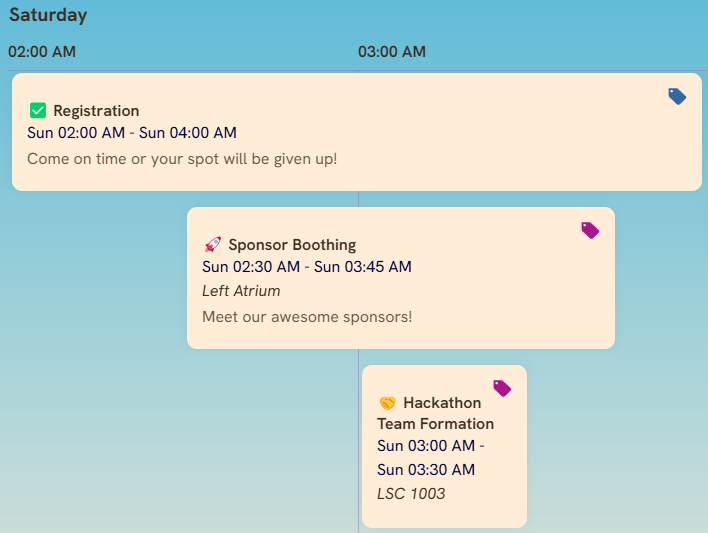 Saturday
02:00 AM 03:00 AM
✅ Registration
Sun 02:00 AM - Sun 04:00 AM
Come on time or your spot will be given up!
🚀 Sponsor Boothing
Sun 02:30 AM - Sun 03:45 AM
Left Atrium
Meet our awesome sponsors!
🤝 Hackathon
Team Formation
Sun 03:00 AM -
Sun 03:30 AM
LSC 1003